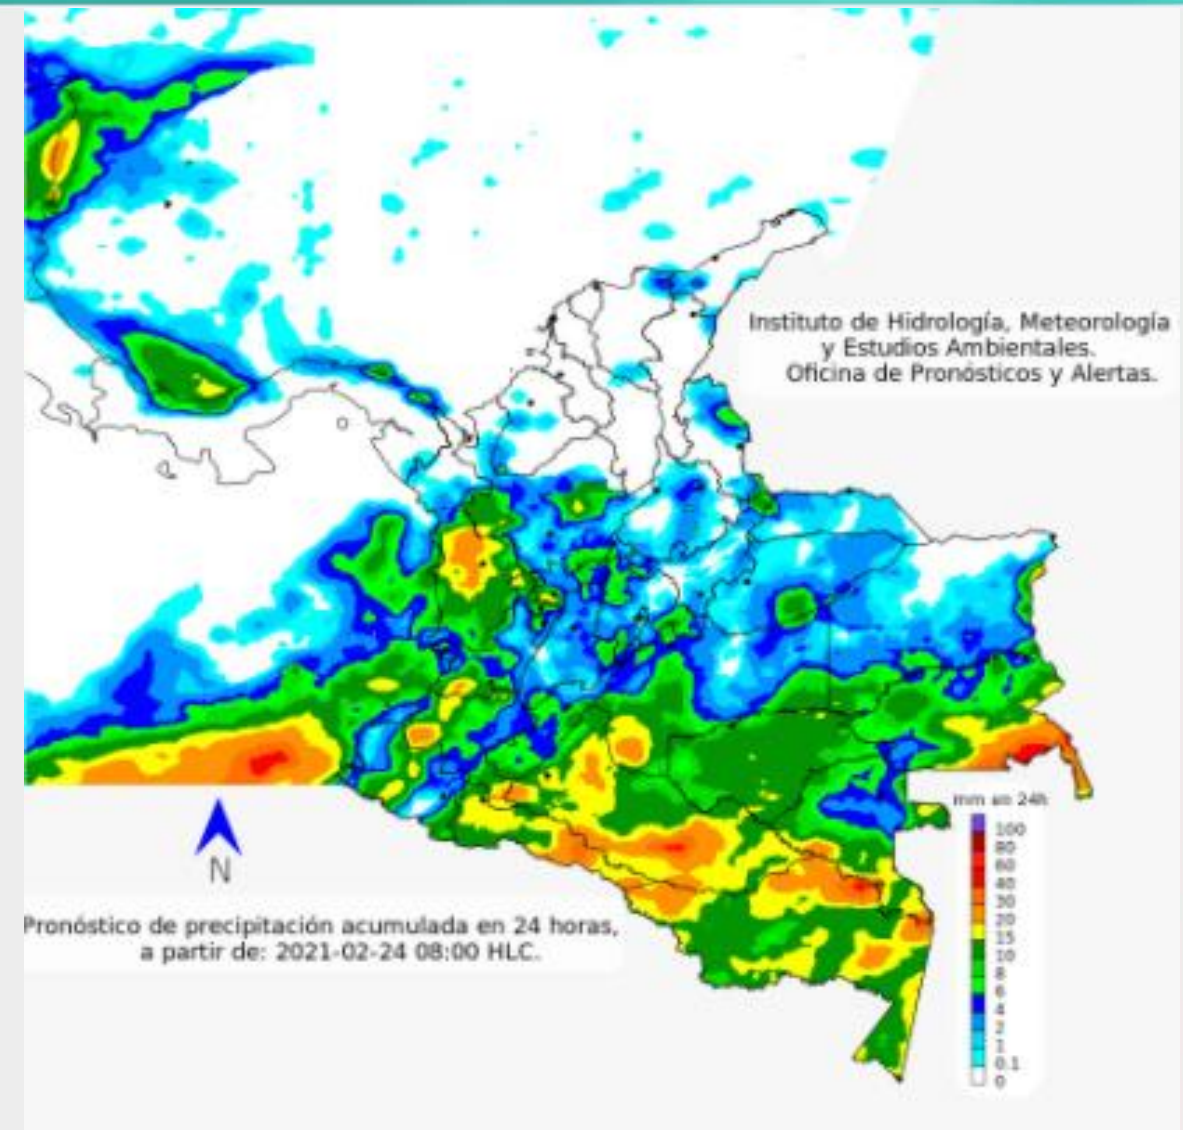 Instituto de Hidrología, Meteorología
y Estudios Ambientales.
Oficina de Pronósticos y Alertas.
mm en 24h
100
80
60
40
30
20
15
10
8
6
4
2
1
0.1
0
N
Pronóstico de precipitación acumulada en 24 horas,
a partir de: 2021-02-24 08:00 HLC.